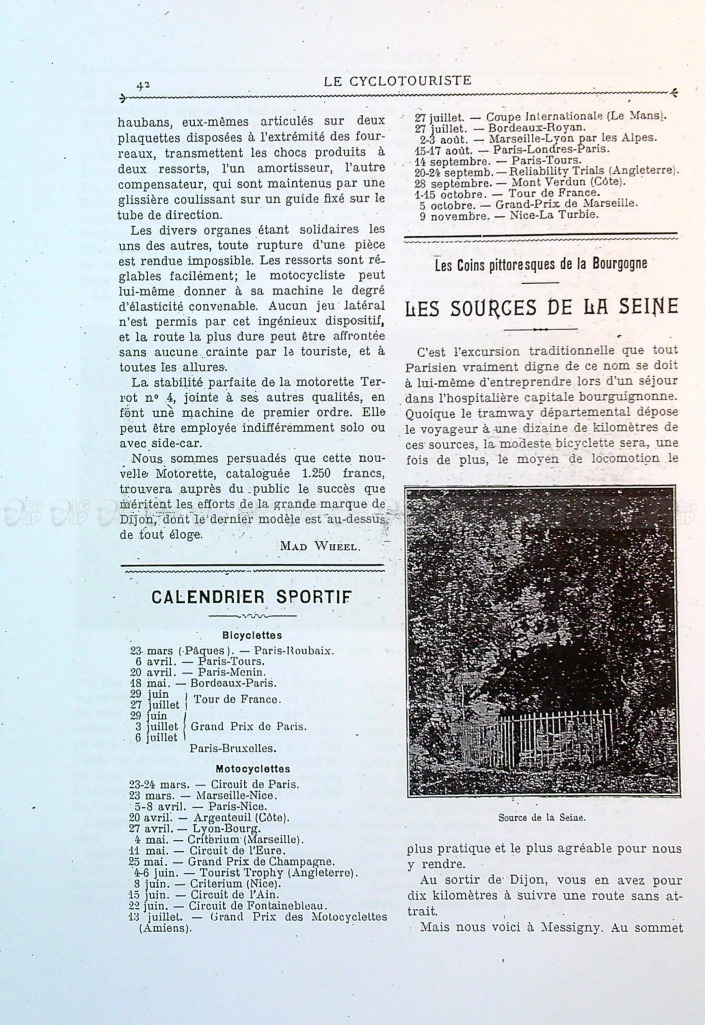 42
LE CYCLOTOURISTE
haubans, eux-mêmes articulés sur deux
plaquettes disposées à l'extrémité des four-
reaux, transmettent les chocs produits à
deux ressorts, l'un amortisseur, l'autre
compensateur, qui sont maintenus par une
glissière coulissant sur un guide fixé sur le
tube de direction.
Les divers organes étant solidaires les
uns des autres, toute rupture d'une pièce
est rendue impossible. Les ressorts sont ré-
glables facilement; le motocycliste peut
lui-même donner à sa machine le degré
d'élasticité convenable. Aucun jeu latéral
n'est permis par cet ingénieux dispositif,
et la route la plus dure peut être affrontée
sans aucune crainte par le touriste, et à
toutes les allures.
La stabilité parfaite de la motorette Ter-
rot n° 4, jointe à ses autres qualités, en
font une machine de premier ordre. Elle
peut être employée indifféremment solo ou
avec side-car.
Nous sommes persuadés que cette nou-
velle Motorette, cataloguée 1.250 francs,
trouvera auprès du public le succès que
méritent les efforts de la grande marque de
Dijon, dont le dernier modèle est au-dessus
de tout éloge.
MAD WHEEL.
CALENDRIER SPORTIF
Bicyclettes
23 mars (Pâques). — Paris-Roubaix.
6 avril. — Paris-Tours.
20 avril. — Paris-Menin.
18 mai. — Bordeaux-Paris.
29 juin
27 juillet } Tour de France.
29 juin
3 juillet { Grand Prix de Paris.
6 juillet
Paris-Bruxelles.
Motocyclettes
23-24 mars. — Circuit de Paris.
23 mars. — Marseille-Nice.
5-8 avril. — Paris-Nice.
20 avril. — Argenteuil (Côte).
27 avril. — Lyon-Bourg.
4 mai. — Critérium (Marseille).
11 mai. — Circuit de l'Eure.
25 mai. — Grand Prix de Champagne.
4-6 juin. — Tourist Trophy (Angleterre).
8 juin. — Criterium (Nice).
15 juin. — Circuit de l'Ain.
22 juin. — Circuit de Fontainebleau.
13 juillet. — Grand Prix des Motocyclettes
(Amiens).
27 juillet. — Coupe Internationale (Le Mans).
27 juillet. — Bordeaux-Royan.
2-3 août. — Marseille-Lyon par les Alpes.
15-17 août. — Paris-Londres-Paris.
14 septembre. — Paris-Tours.
20-24 septemb. — Reliability Trials (Angleterre).
28 septembre. — Mont Verdun (Côte).
1-15 octobre. — Tour de France.
5 octobre. — Grand-Prix de Marseille.
9 novembre. — Nice-La Turbie.
Les Coins pittoresques de la Bourgogne
LES SOURCES DE LA SEINE
C'est l'excursion traditionnelle que tout
Parisien vraiment digne de ce nom se doit
à lui-même d'entreprendre lors d'un séjour
dans l'hospitalière capitale bourguignonne.
Quoique le tramway départemental dépose
le voyageur à une dizaine de kilomètres de
ces sources, la modeste bicyclette sera, une
fois de plus, le moyen de locomotion le
Source de la Seine.
plus pratique et le plus agréable pour nous
y rendre.
Au sortir de Dijon, vous en avez pour
dix kilomètres à suivre une route sans at-
trait.
Mais nous voici à Messigny. Au sommet